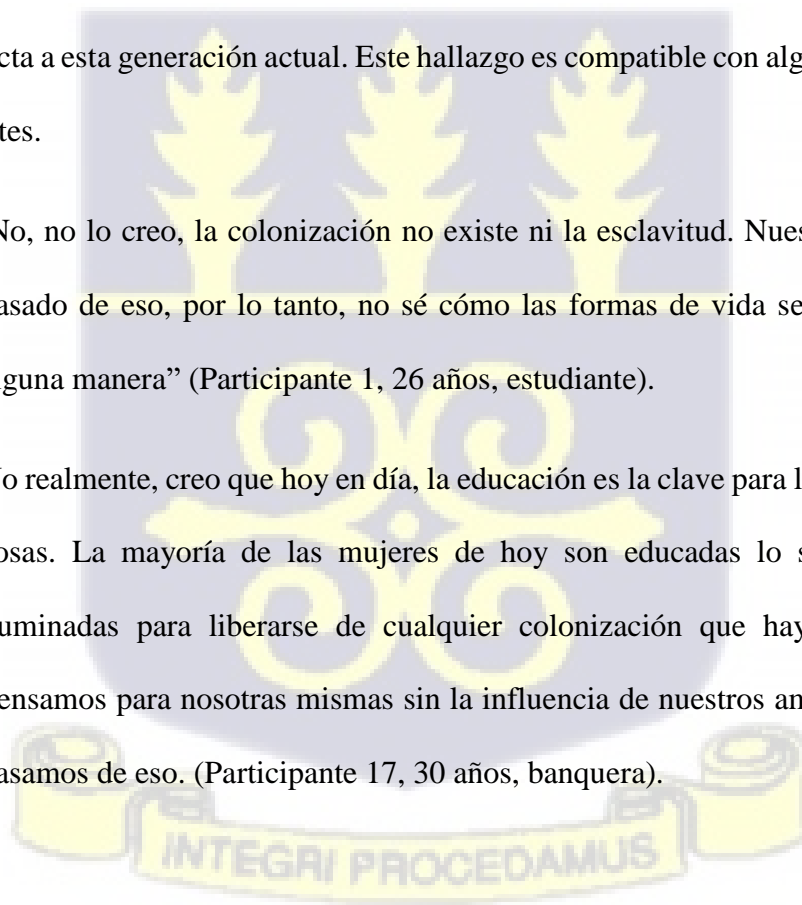 cta a esta generación actual. Este hallazgo es compatible con alg
tes.
No, no lo creo, la colonización no existe ni la esclavitud. Nues
asado de eso, por lo tanto, no sé cómo las formas de vida se
lguna manera” (Participante 1, 26 años, estudiante).
o realmente, creo que hoy en día, la educación es la clave para l
osas. La mayoría de las mujeres de hoy son educadas lo s
uminadas para liberarse de cualquier colonización que hay
ensamos para nosotras mismas sin la influencia de nuestros an
asamos de eso. (Participante 17, 30 años, banquera).
INTEGRI PROCEDAMUS